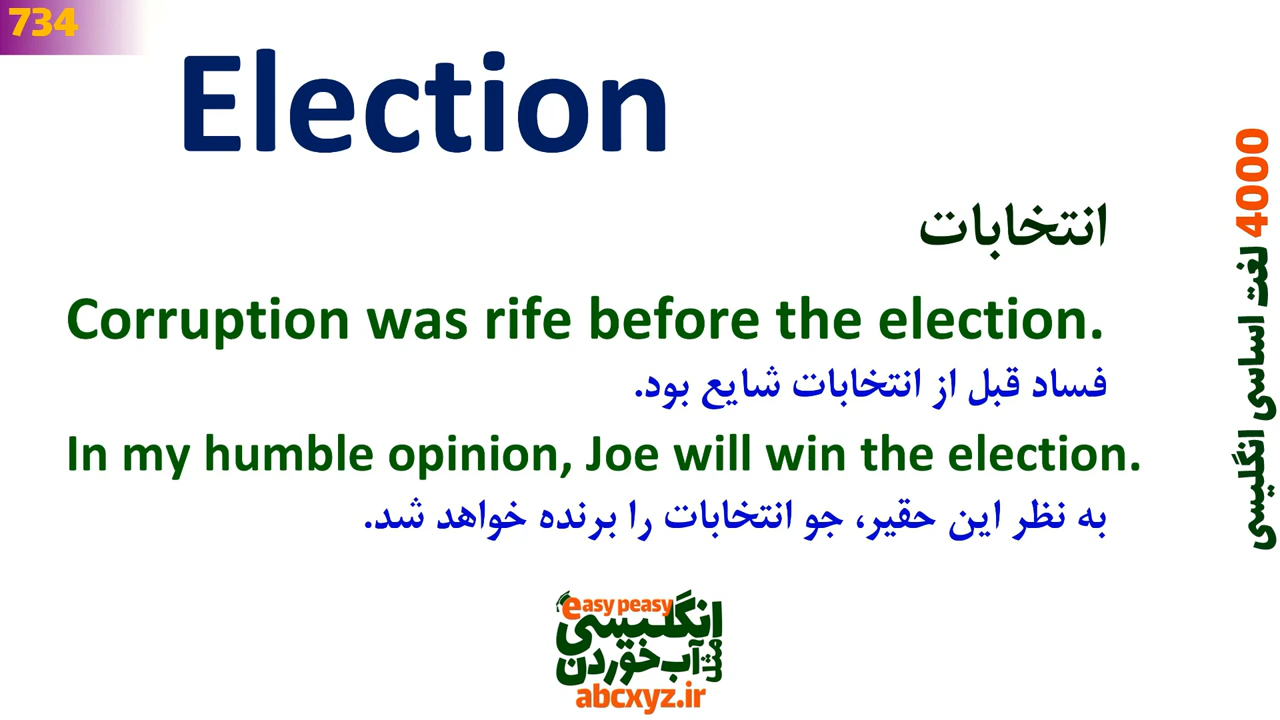 734
Election
انتخابات
Corruption was rife before the election.
فساد قبل از انتخابات شایع بود.
In my humble opinion, Joe will win the election.
به نظر این حقیر، جو انتخابات را برنده خواهد شد.
4000 لغت اساسی انگلیسی
easy peasy
انگلیسی
مثل آب خوردن
abcxyz.ir